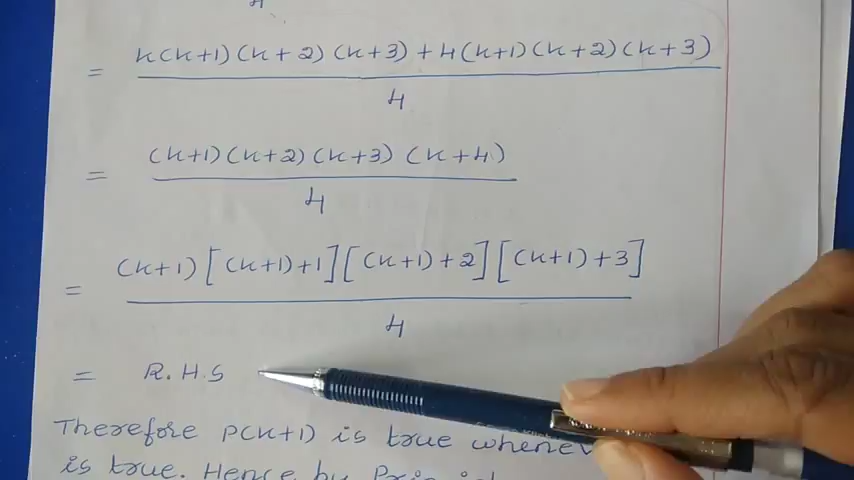 = k(k+1)(k+2)(k+3)+4(k+1)(k+2)(k+3)
4
= (k+1)(k+2)(k+3)(k+4)
4
= (k+1)[(k+1)+1][(k+1)+2][(k+1)+3]
4
= R.H.S
Therefore P(k+1) is true
is true. Hence by